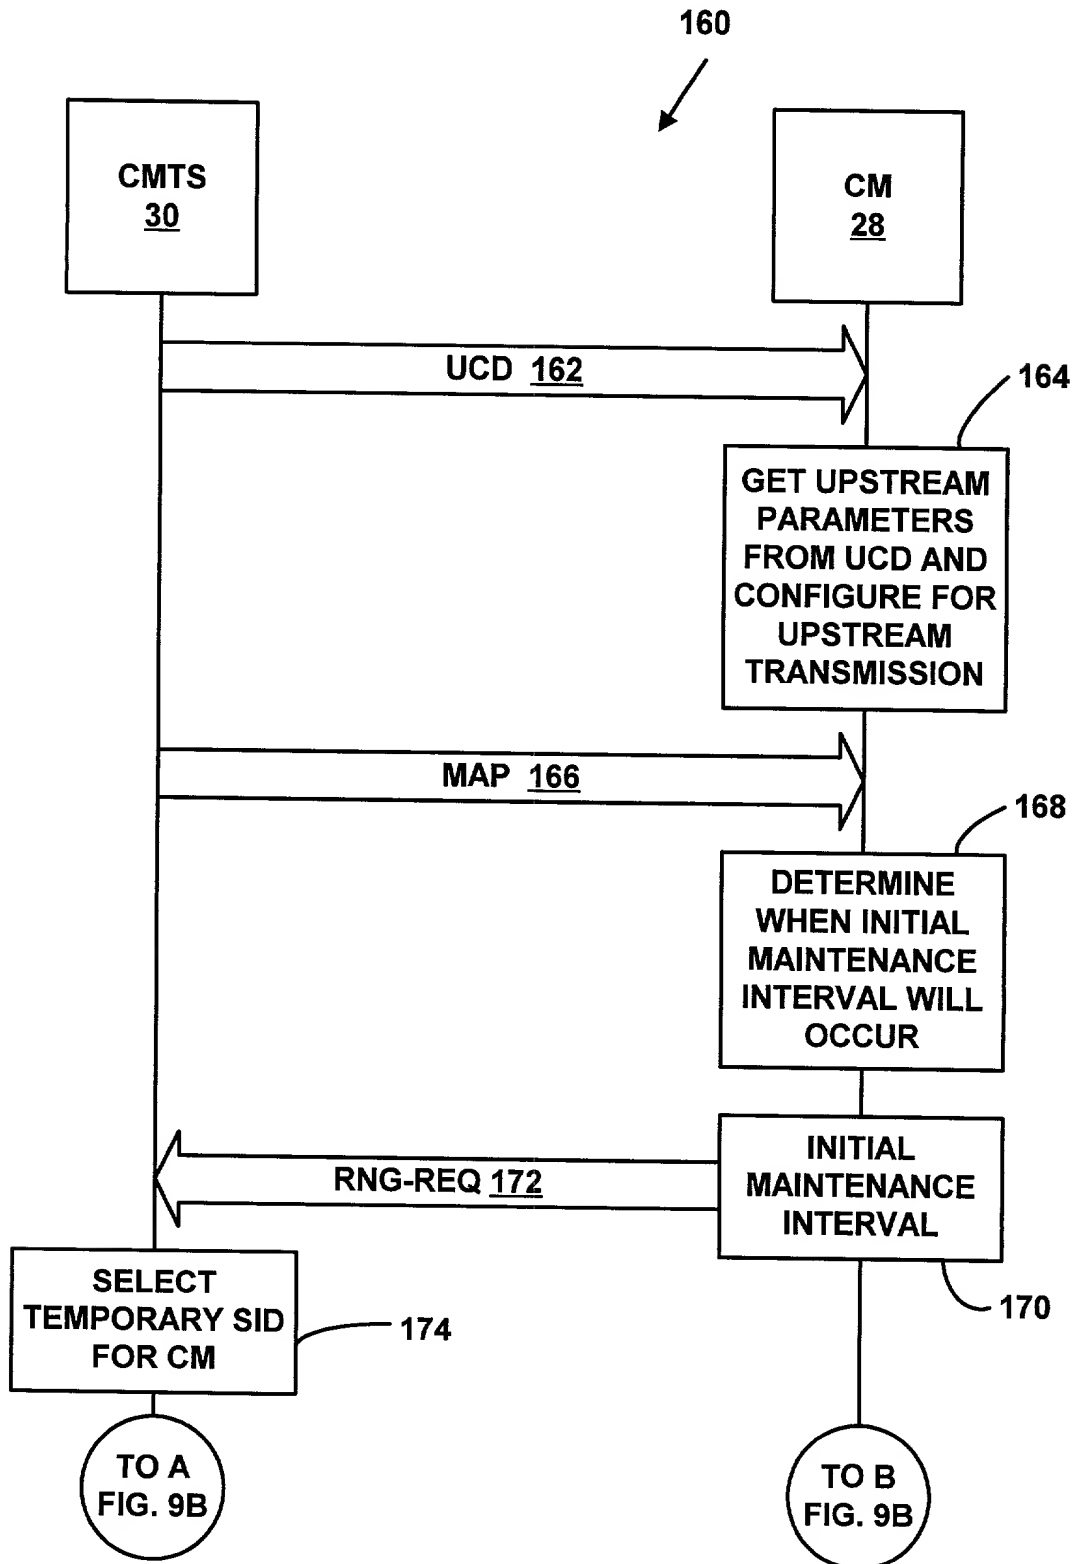 160
CMTS
30
CM
28
UCD 162
164
GET UPSTREAM
PARAMETERS
FROM UCD AND
CONFIGURE FOR
UPSTREAM
TRANSMISSION
MAP 166
168
DETERMINE
WHEN INITIAL
MAINTENANCE
INTERVAL WILL
OCCUR
RNG-REQ 172
INITIAL
MAINTENANCE
INTERVAL
170
SELECT
TEMPORARY SID
FOR CM
174
TO A
FIG. 9B
TO B
FIG. 9B